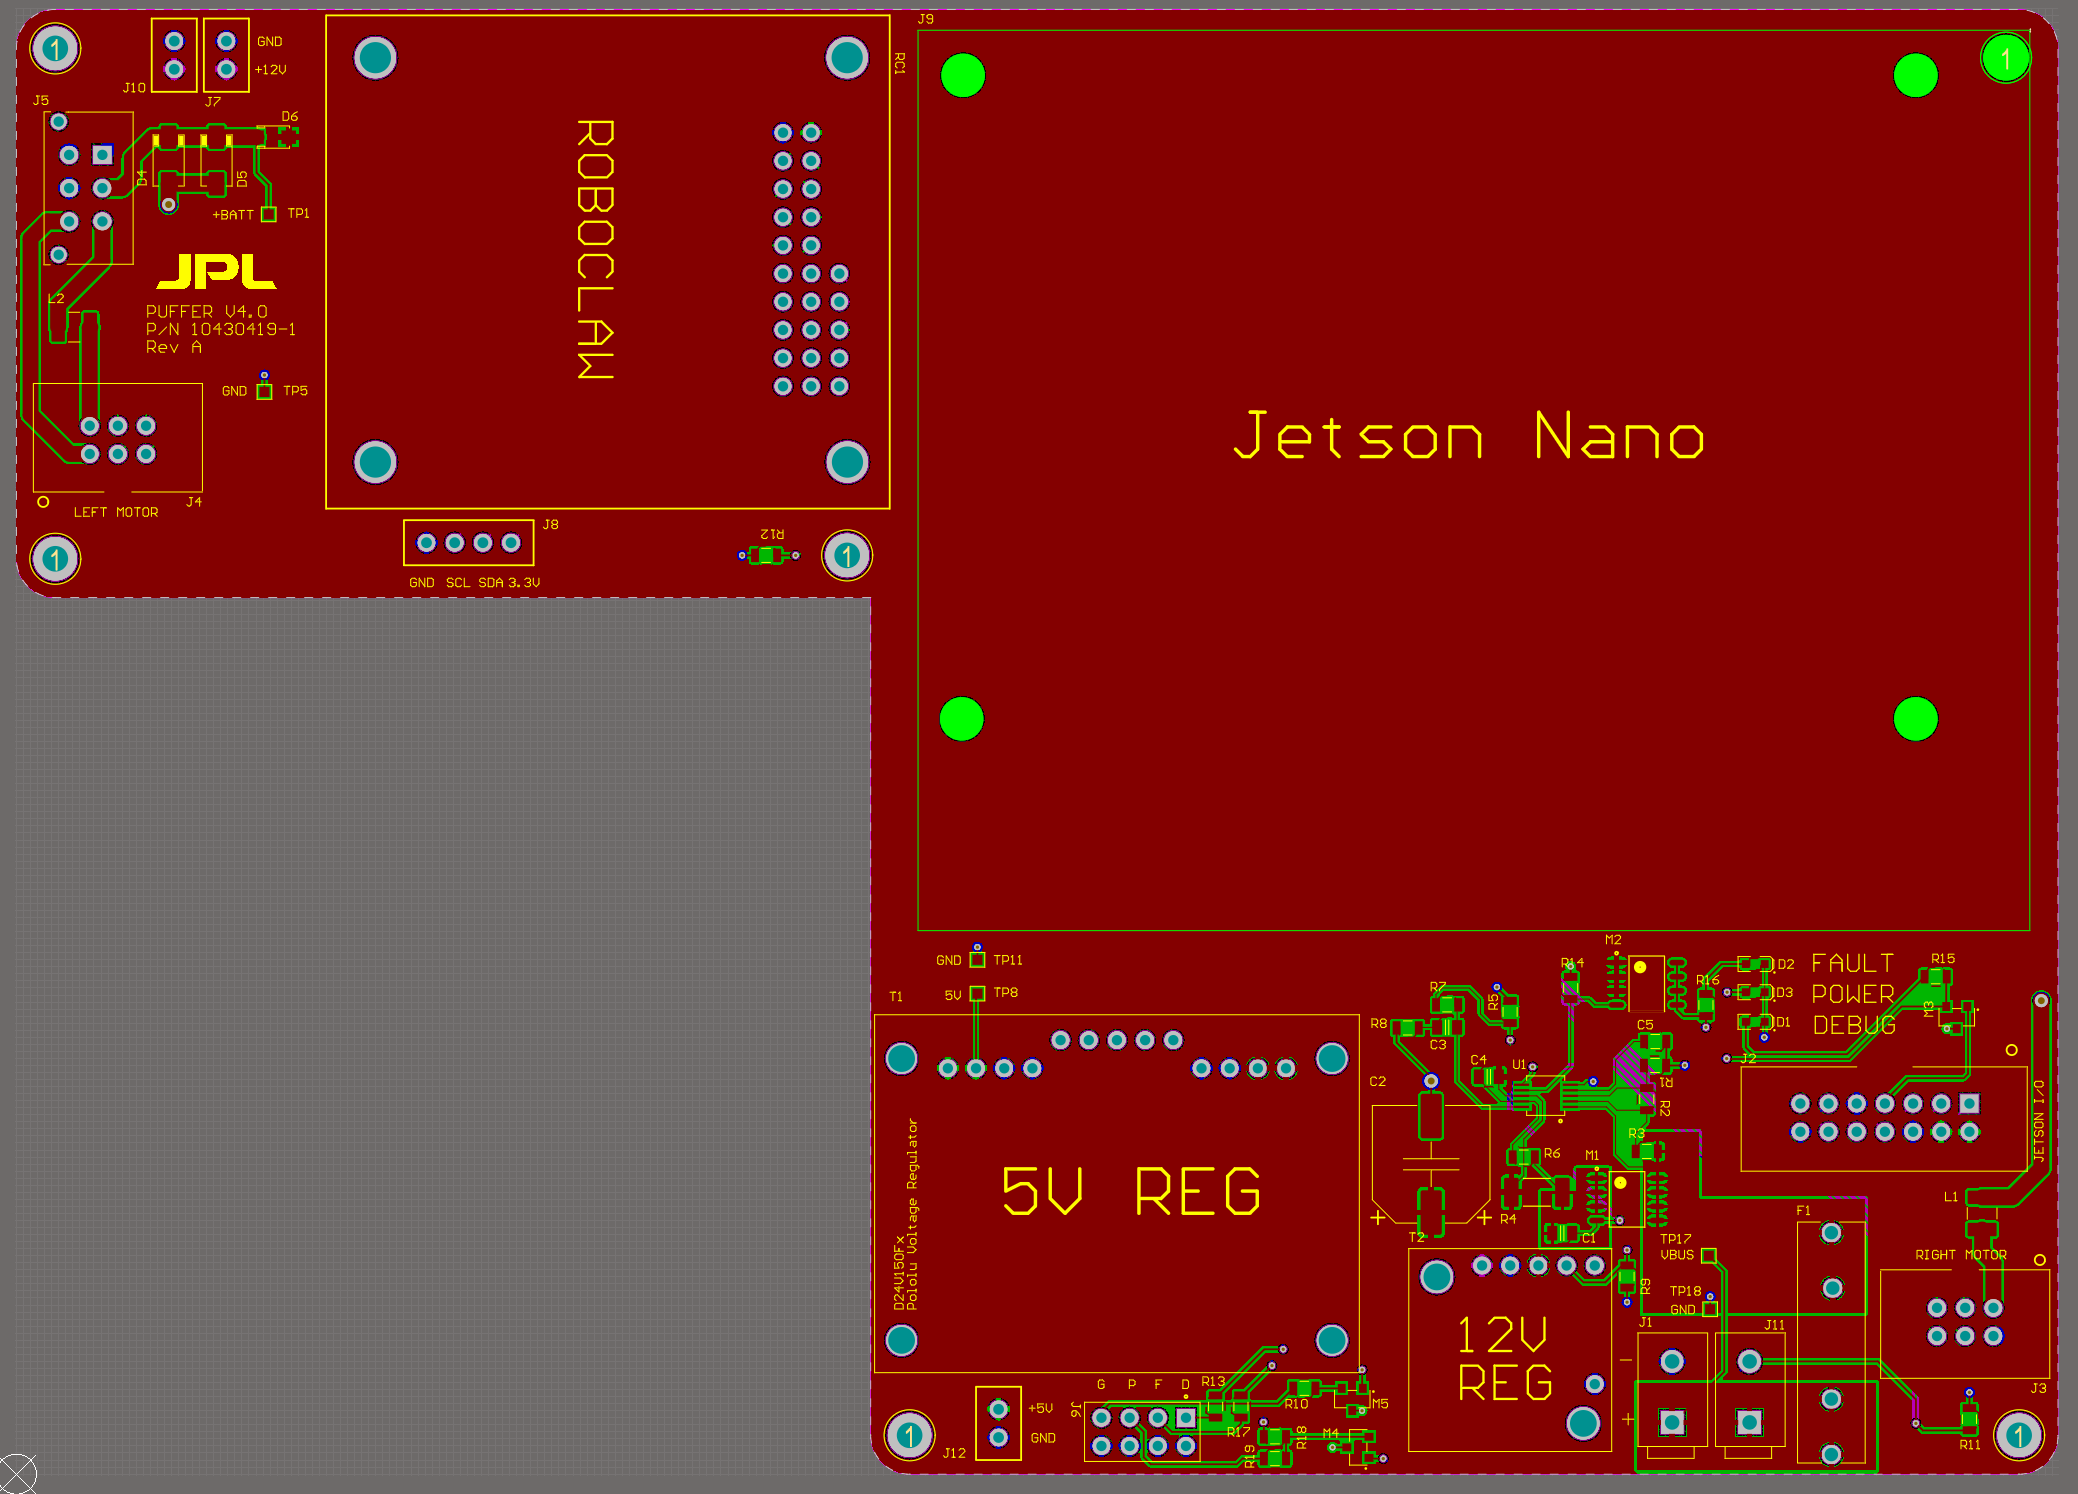 J9
1
1
GND
+12V
J10
J7
RC1
J5
D6
D4
D5
+BATT
TP1
ROBOCLAW
JPL
L2
PUFFER V4.0
P/N 10430419-1
Rev A
GND
TP5
Jetson Nano
J4
LEFT MOTOR
J8
R12
1
1
GND SCL SDA 3.3V
M2
GND
TP11
5V
TP8
T1
R14
R16
D2
D3
D1
FAULT
POWER
DEBUG
R15
M3
R7
R5
R8
C3
C5
C4
U1
C2
R1
R2
J2
JETSON I/O
R3
R6
M1
5V REG
D24V150Fx
Pololu Voltage Regulator
+
+
R4
T2
C1
L1
F1
TP17
VBUS
RIGHT MOTOR
TP18
GND
R9
12V
REG
J1
J11
-
+
J3
G P F D
R13
R10
M5
J6
+5V
GND
J12
1
R17
R18
R19
M4
R11
1